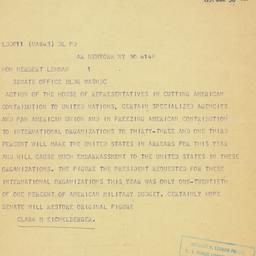 DL PD
NEWYORK NY 30 414P
HON HERBERT LEHMAN
SENATE OFFICE BLDG WASHDC
ACTION OF THE HOUSE OF REPRESENTATIVES IN CUTTING AMERICAN
CONTRIBUTION TO UNITED NATIONS, CERTAIN SPECIALIZED AGENCIES
AND PAN AMERICAN UNION AND IN FREEZING AMERICAN CONTRIBUTION
TO INTERNATIONAL ORGANIZATIONS TO THIRTY-THREE AND ONE THIRD
PERCENT WILL MAKE THE UNITED STATES IN ARREARS FOR THIS YEAR
AND WILL CAUSE MUCH EMBARRASSMENT TO THE UNITED STATES IN THESE
ORGANIZATIONS. THE FIGURE THE PRESIDENT REQUESTED FOR THESE
INTERNATIONAL ORGANIZATIONS THIS YEAR WAS ONLY ONE-TWENTIETH
OF ONE PERCENT OF AMERICAN MILITARY BUDGET. CERTAINLY HOPE
SENATE WILL RESTORE ORIGINAL FIGURE
CLARK M EICHELBERGER.